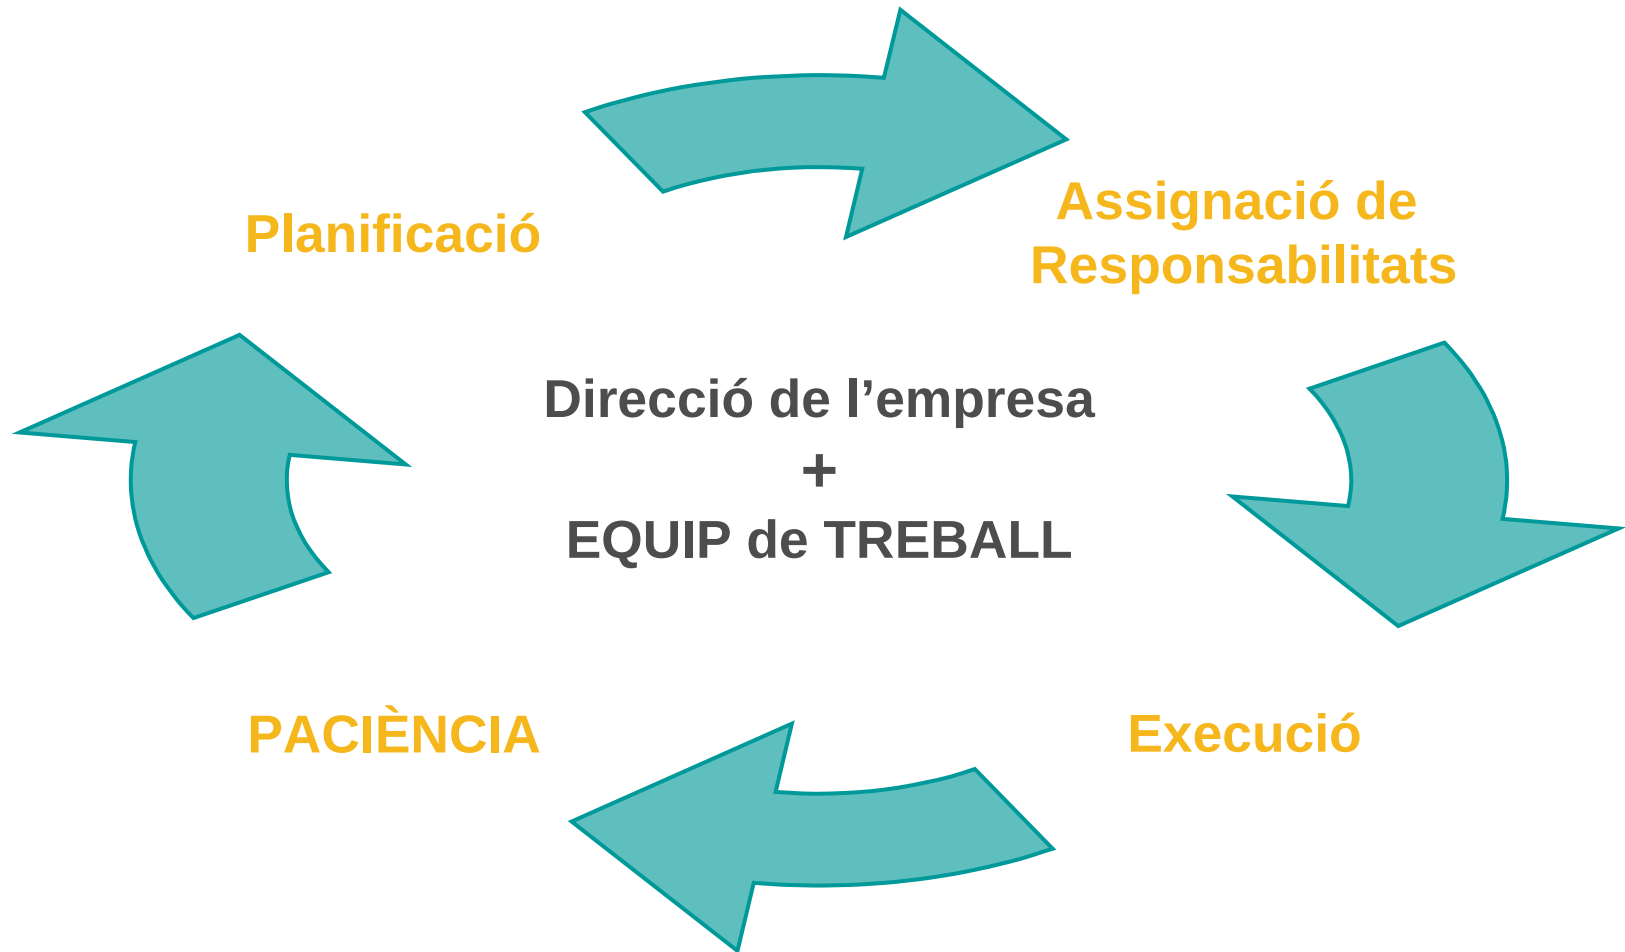 Planificació
Assignació de
Responsabilitats
Direcció de l’empresa
+
EQUIP de TREBALL
PACIÈNCIA
Execució